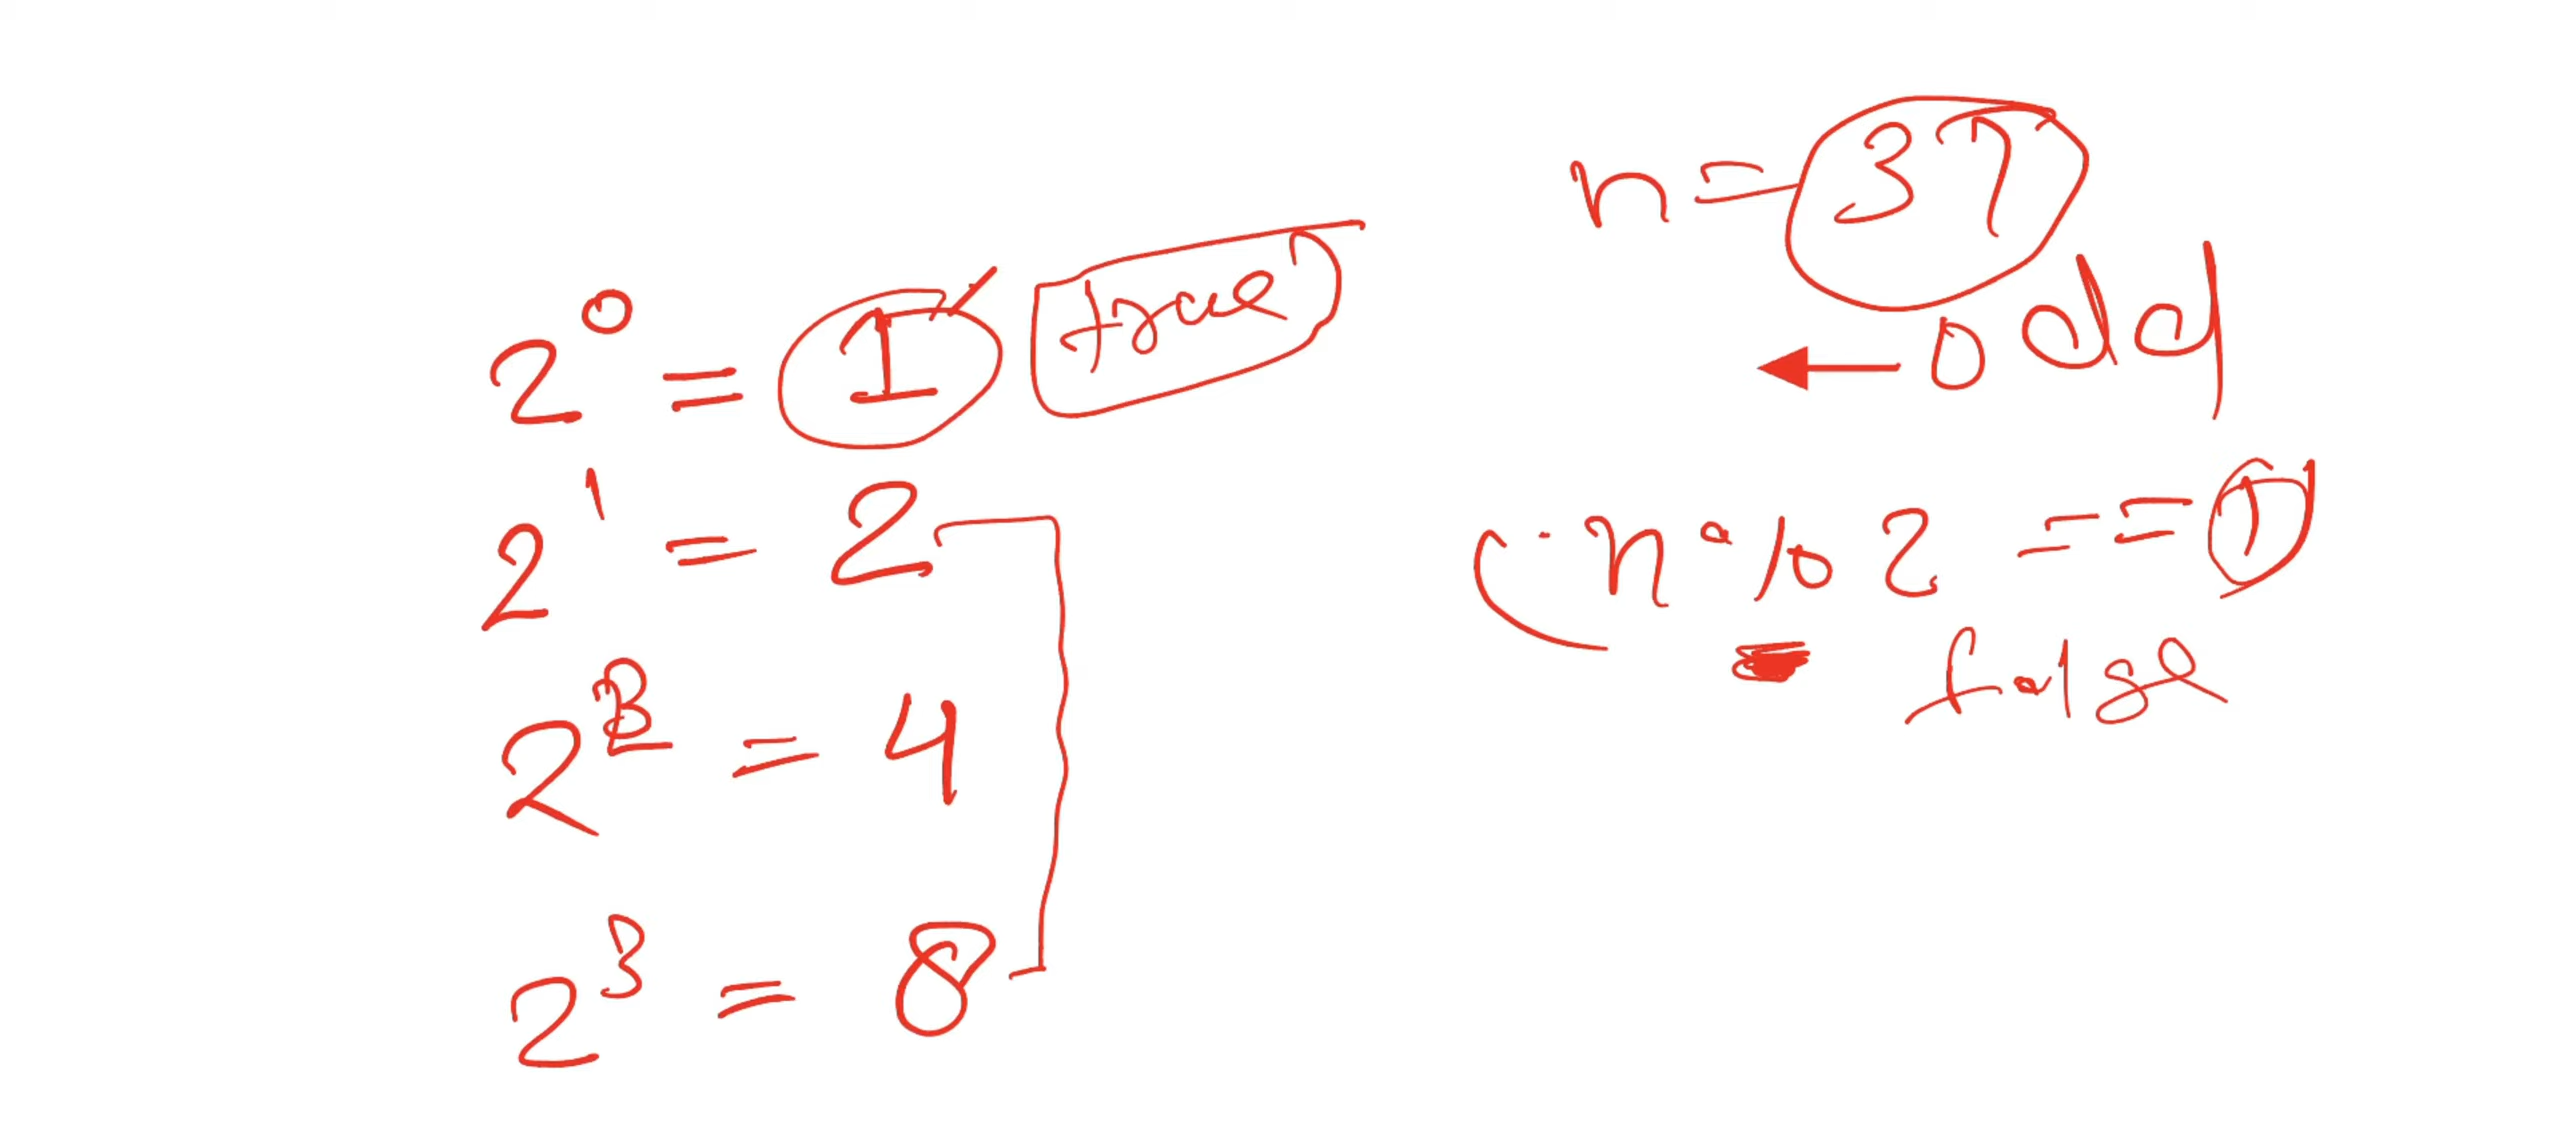 2⁰ = 1 true
2¹ = 2
2² = 4
2³ = 8
n = 37
odd
(n % 2 == 1
false